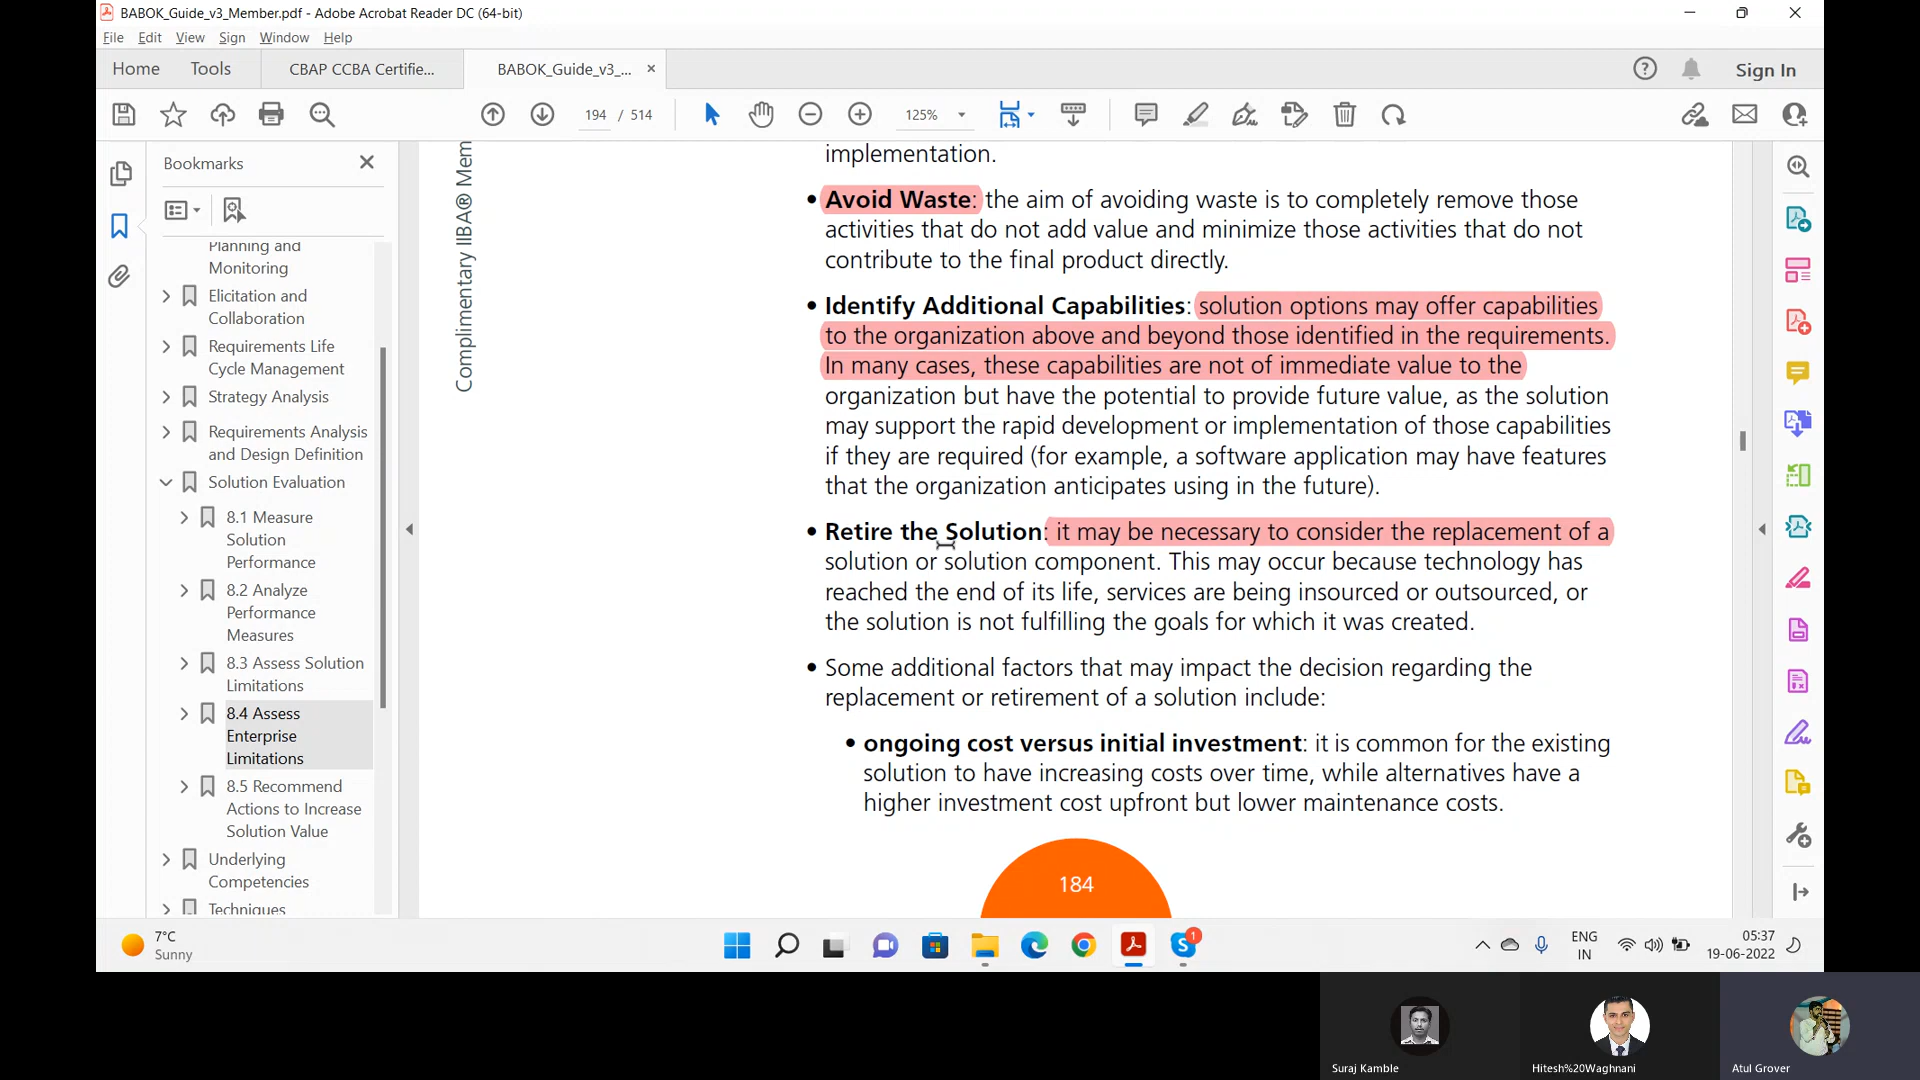 BABOK_Guide_v3_Member.pdf - Adobe Acrobat Reader DC (64-bit)
File Edit View Sign Window Help
Home Tools CBAP CCBA Certifie... BABOK_Guide_v3_... Sign In
194 / 514 125%
Bookmarks
Planning and
Monitoring
Elicitation and
Collaboration
Requirements Life
Cycle Management
Strategy Analysis
Requirements Analysis
and Design Definition
Solution Evaluation
8.1 Measure
Solution
Performance
8.2 Analyze
Performance
Measures
8.3 Assess Solution
Limitations
8.4 Assess
Enterprise
Limitations
8.5 Recommend
Actions to Increase
Solution Value
Underlying
Competencies
Techniques
Complimentary IIBA® Mem
implementation.
• Avoid Waste: the aim of avoiding waste is to completely remove those
activities that do not add value and minimize those activities that do not
contribute to the final product directly.
• Identify Additional Capabilities: solution options may offer capabilities
to the organization above and beyond those identified in the requirements.
In many cases, these capabilities are not of immediate value to the
organization but have the potential to provide future value, as the solution
may support the rapid development or implementation of those capabilities
if they are required (for example, a software application may have features
that the organization anticipates using in the future).
• Retire the Solution: it may be necessary to consider the replacement of a
solution or solution component. This may occur because technology has
reached the end of its life, services are being insourced or outsourced, or
the solution is not fulfilling the goals for which it was created.
• Some additional factors that may impact the decision regarding the
replacement or retirement of a solution include:
• ongoing cost versus initial investment: it is common for the existing
solution to have increasing costs over time, while alternatives have a
higher investment cost upfront but lower maintenance costs.
184
7°C
Sunny
1
ENG
IN
05:37
19-06-2022
Suraj Kamble
Hitesh%20Waghnani
Atul Grover